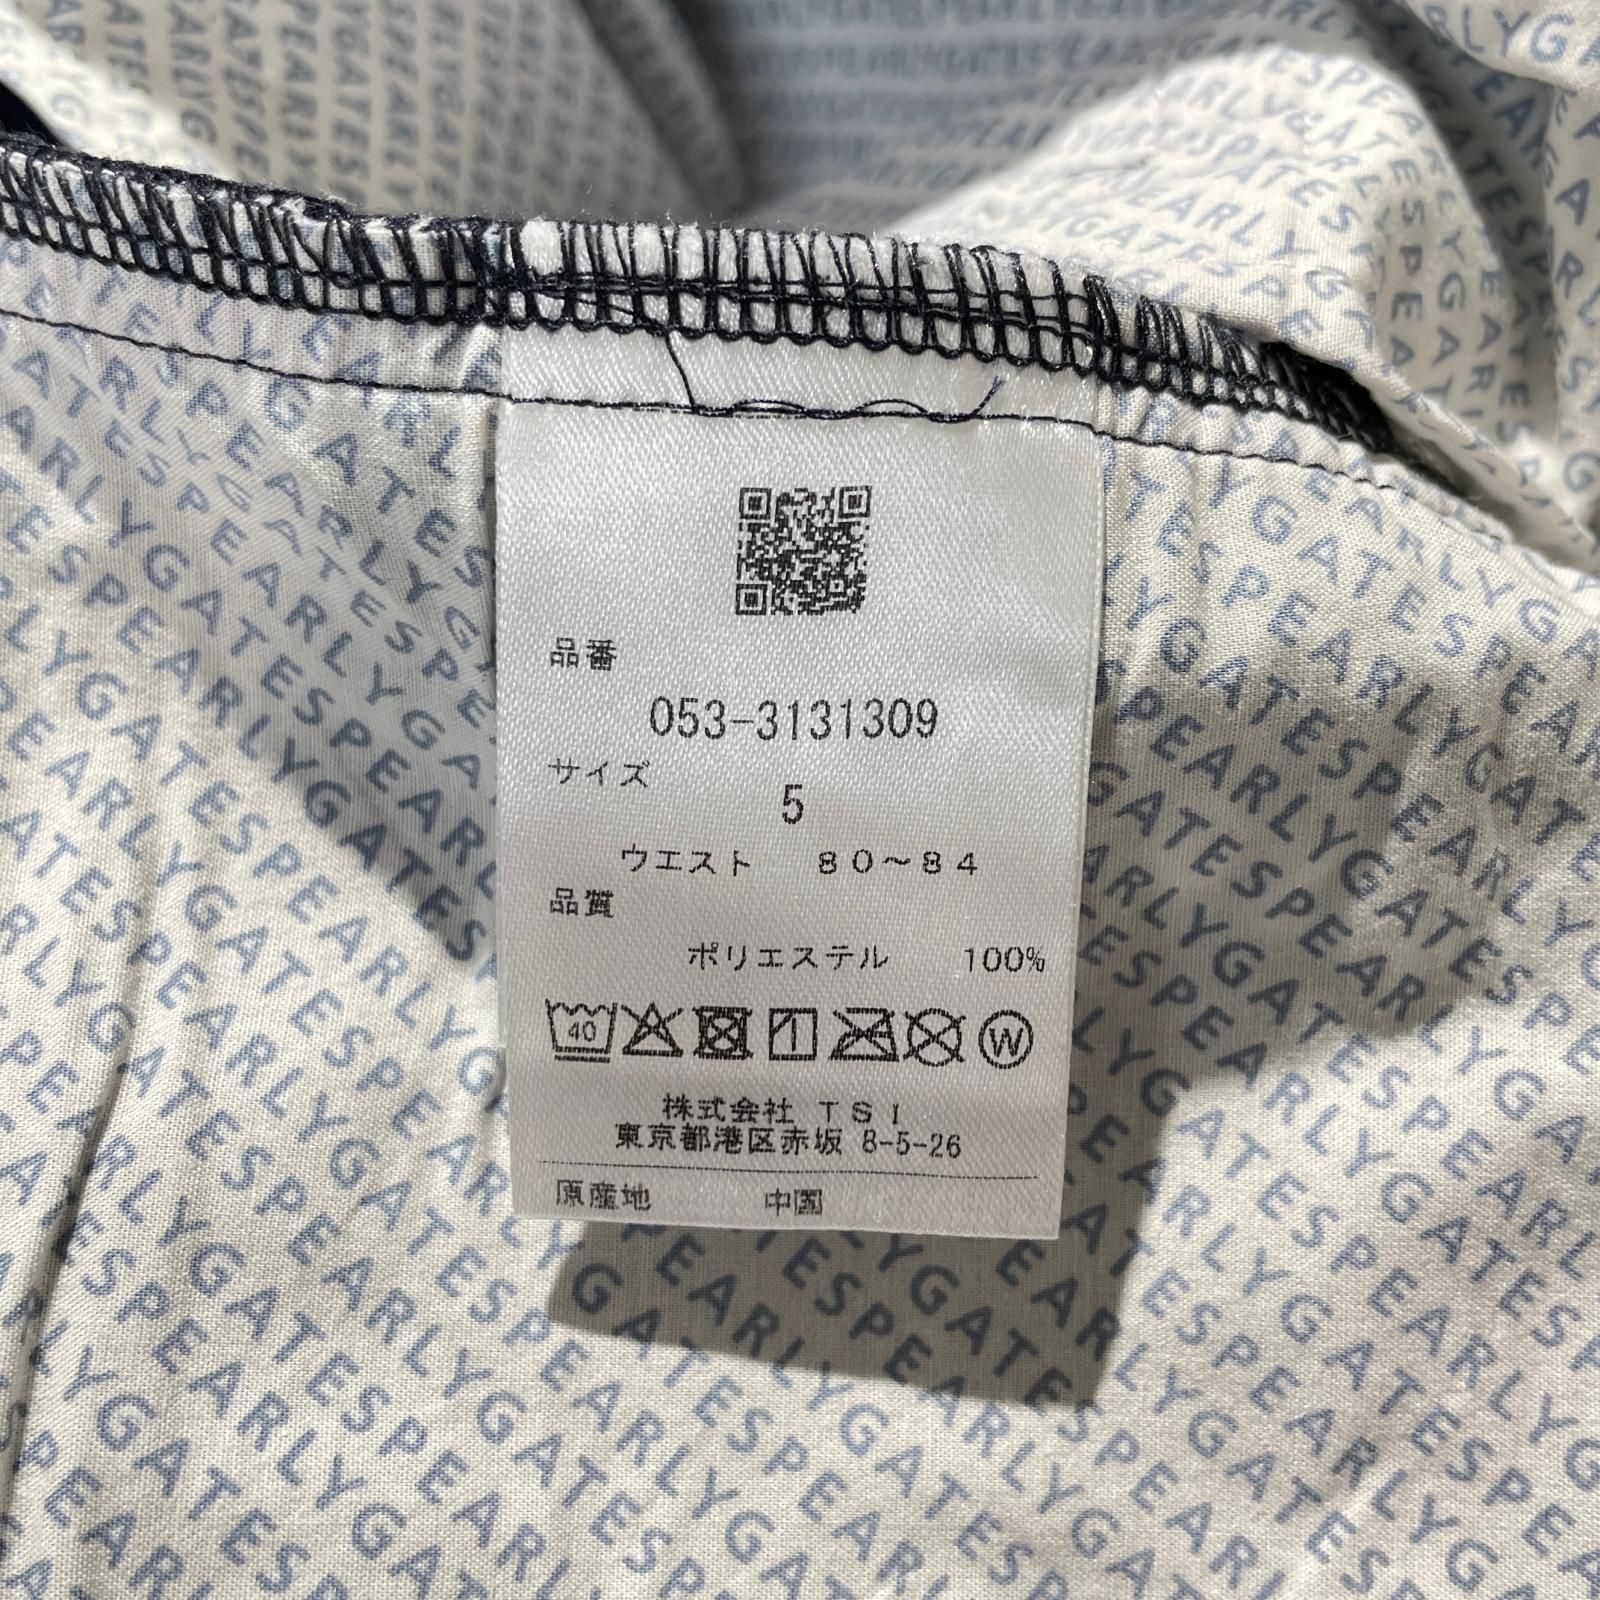 品番
053-3131309
サイズ
5
ウエスト 80~84
品質
ポリエステル 100%
40
W
株式会社 TSI
東京都港区赤坂 8-5-26
原産地 中国
PEARLYGATESPEARLYGATESPEARLYGATES